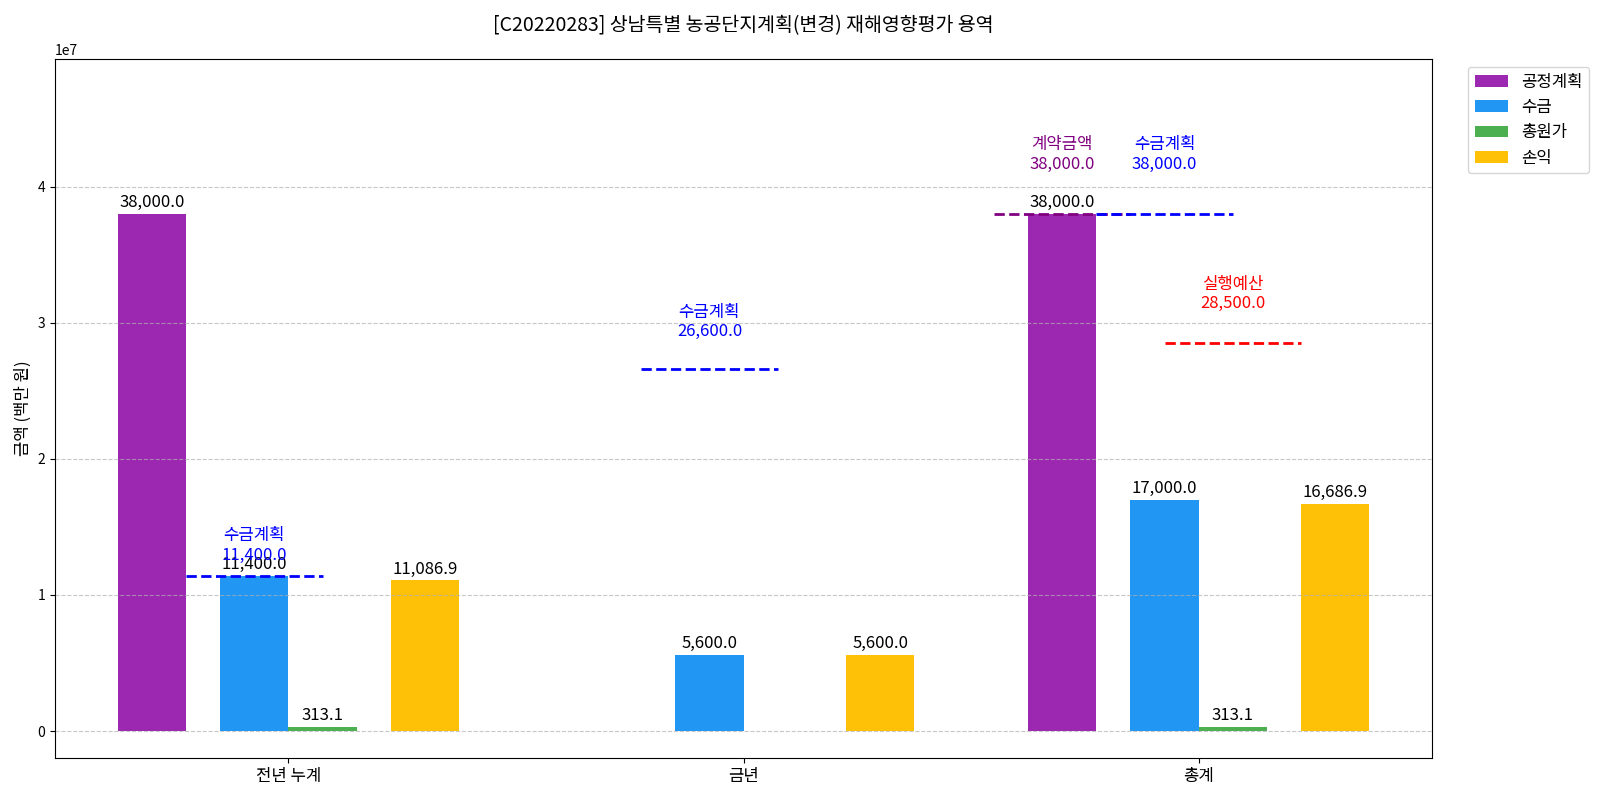 [C20220283] 상남특별 농공단지계획(변경) 재해영향평가 용역
1e7
공정계획
수금
총원가
손익
계약금액
38,000.0
수금계획
38,000.0
38,000.0
38,000.0
실행예산
28,500.0
수금계획
26,600.0
수금계획
11,400.0
11,400.0
11,086.9
313.1
5,600.0
5,600.0
17,000.0
16,686.9
313.1
4
3
2
1
0
금액 (백만 원)
전년 누계
금년
총계